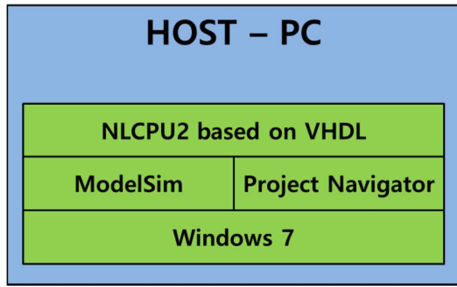 HOST – PC
NLCPU2 based on VHDL
ModelSim
Project Navigator
Windows 7